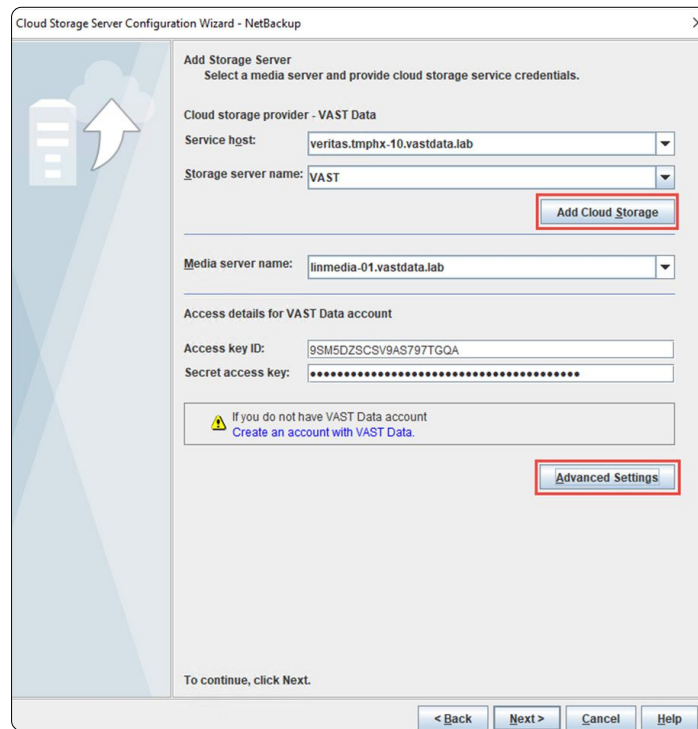 Cloud Storage Server Configuration Wizard - NetBackup
Add Storage Server
Select a media server and provide cloud storage service credentials.
Cloud storage provider - VAST Data
Service host: veritas.tmphx-10.vastdata.lab
Storage server name: VAST
Add Cloud Storage
Media server name: linmedia-01.vastdata.lab
Access details for VAST Data account
Access key ID: 9SM5DZSCSV9AS797TGQA
Secret access key: ••••••••••••••••••••••••••••••••••••••••
If you do not have VAST Data account
Create an account with VAST Data.
Advanced Settings
To continue, click Next.
< Back Next > Cancel Help